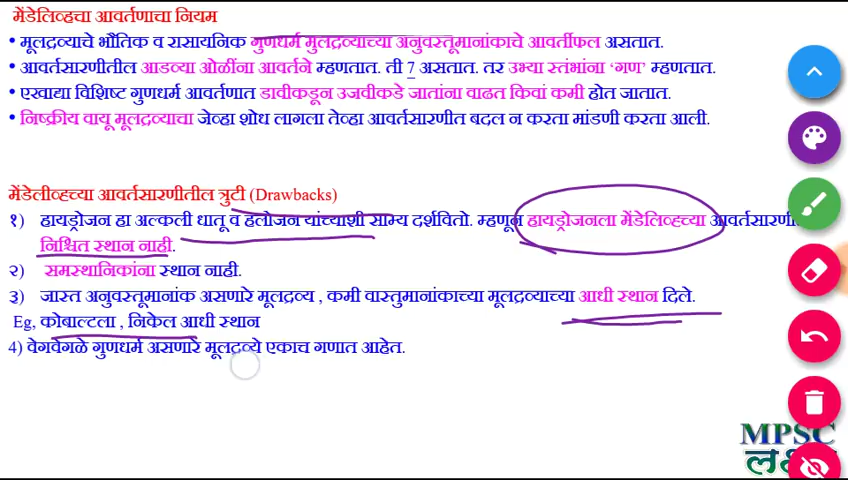 मेंडेलिव्हचा आवर्तणाचा नियम
• मूलद्रव्याचे भौतिक व रासायनिक गुणधर्म मुलद्रव्याच्या अनुवस्तूमानांकाचे आवर्तीफल असतात.
• आवर्तसारणीतील आडव्या ओळींना आवर्तने म्हणतात. ती 7 असतात. तर उभ्या स्तंभांना 'गण' म्हणतात.
• एखाद्या विशिष्ट गुणधर्म आवर्तणात डावीकडून उजवीकडे जातांना वाढत किवां कमी होत जातात.
• निष्क्रीय वायू मूलद्रव्याचा जेव्हा शोध लागला तेव्हा आवर्तसारणीत बदल न करता मांडणी करता आली.
मेंडेलीव्हच्या आवर्तसारणीतील त्रुटी (Drawbacks)
१) हायड्रोजन हा अल्कली धातू व हॅलोजन यांच्याशी साम्य दर्शवितो. म्हणून हायड्रोजनला मेंडेलिव्हच्या आवर्तसारणी
निश्चित स्थान नाही.
२) समस्थानिकांना स्थान नाही.
३) जास्त अनुवस्तूमानांक असणारे मूलद्रव्य , कमी वास्तुमानांकाच्या मूलद्रव्याच्या आधी स्थान दिले.
Eg, कोबाल्टला , निकेल आधी स्थान
4) वेगवेगळे गुणधर्म असणारे मूलद्रव्ये एकाच गणात आहेत.
MPSC